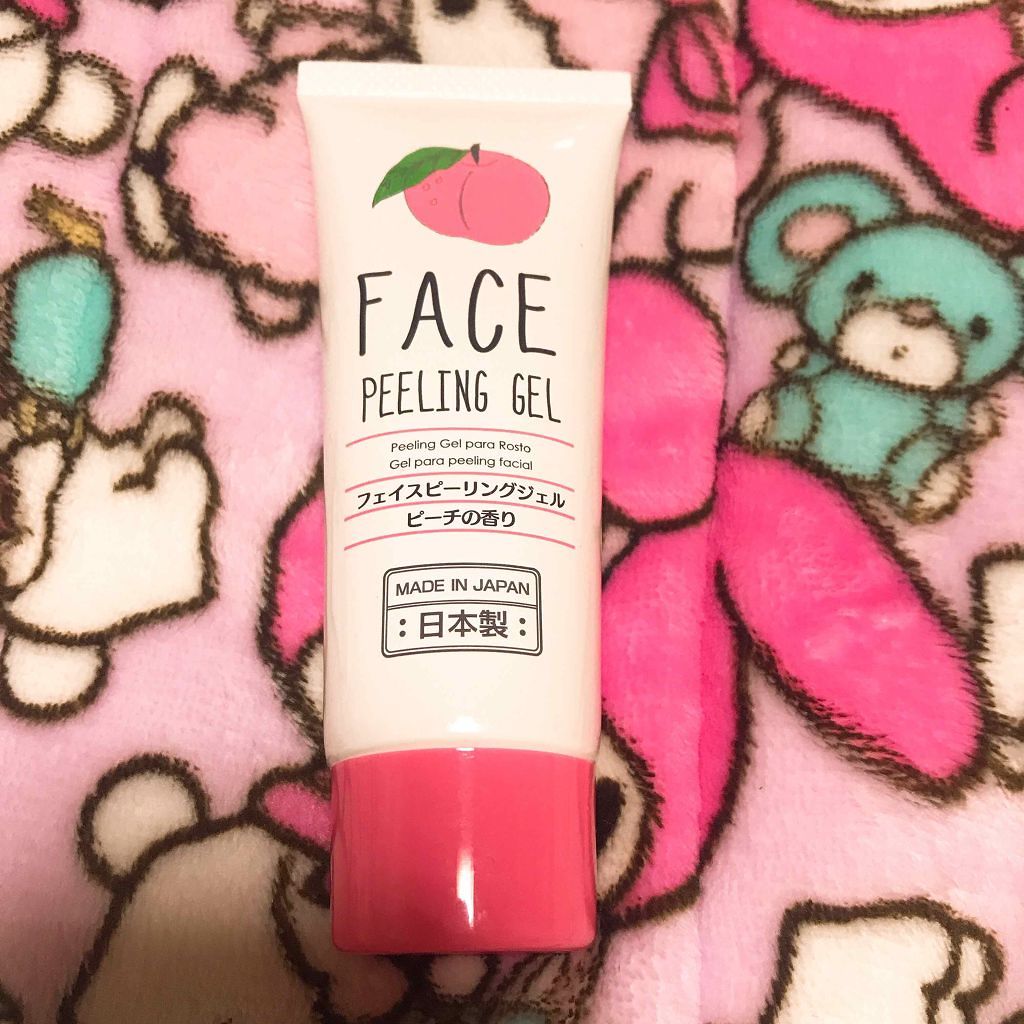 FACE
PEELING GEL
Peeling Gel para Rosto
Gel para peeling facial
フェイスピーリングジェル
ピーチの香り
MADE IN JAPAN
:日本製: